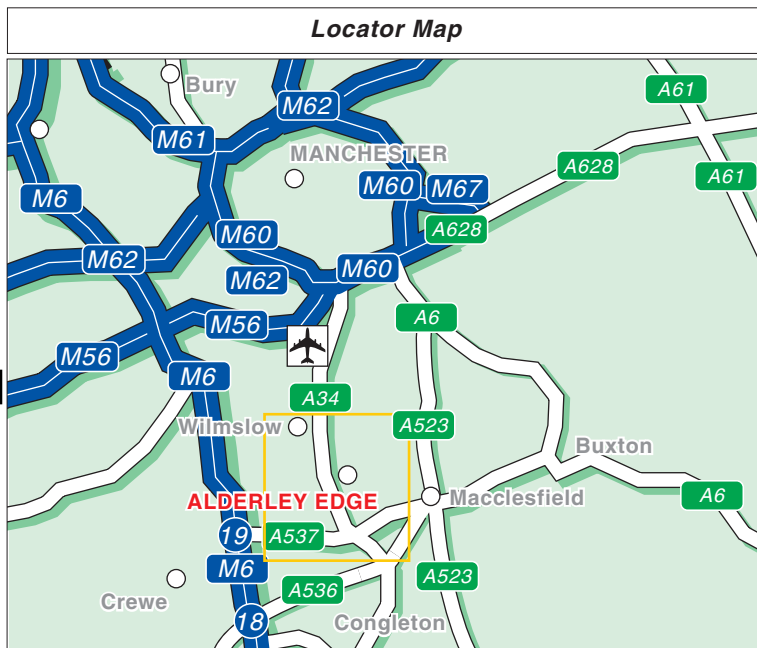 Locator Map
Bury
A61
M62
M61
MANCHESTER
A628
A61
M60
M67
M6
A628
M60
M62
M60
M62
A6
M56
M56
M6
A34
Wilmslow
A523
Buxton
ALDERLEY EDGE
Macclesfield
A6
19
A537
M6
A523
Crewe
A536
18
Congleton